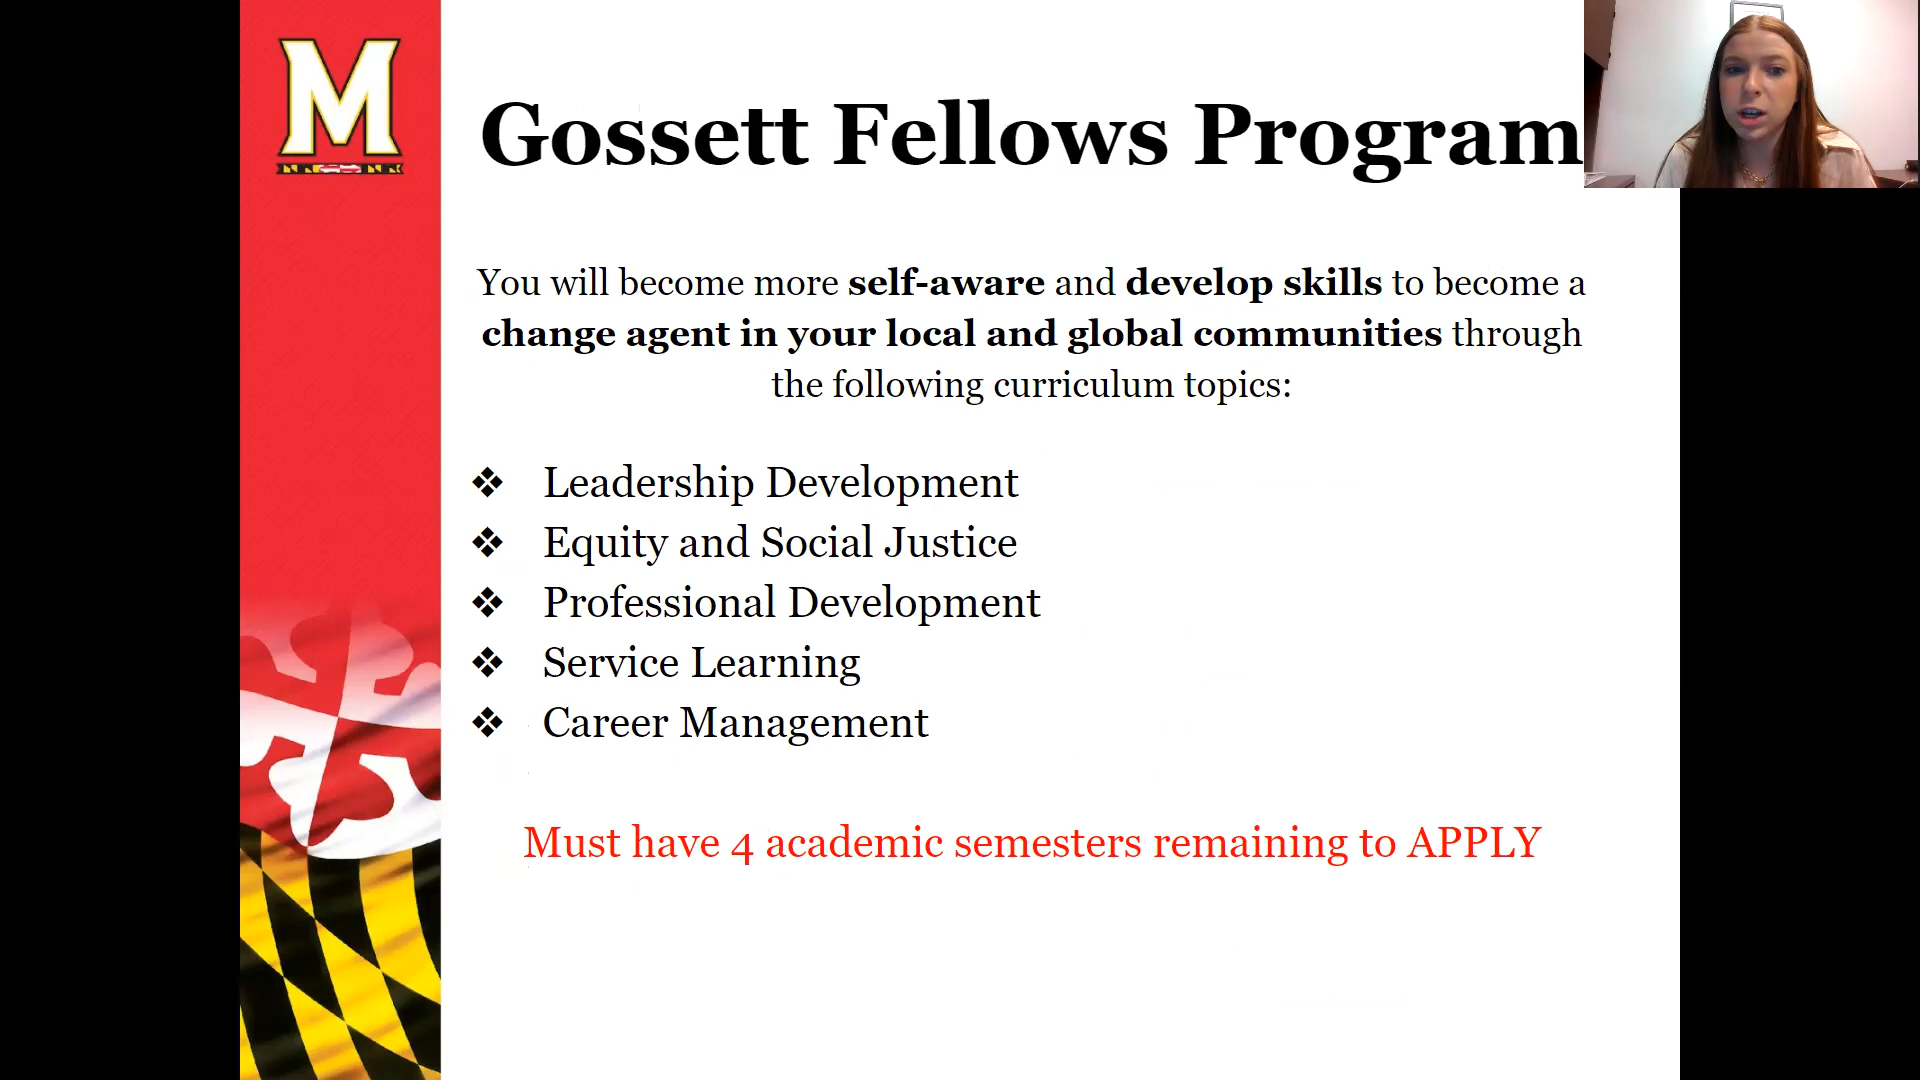 M
Gossett Fellows Program
You will become more self-aware and develop skills to become a
change agent in your local and global communities through
the following curriculum topics:
❖ Leadership Development
❖ Equity and Social Justice
❖ Professional Development
❖ Service Learning
❖ Career Management
Must have 4 academic semesters remaining to APPLY